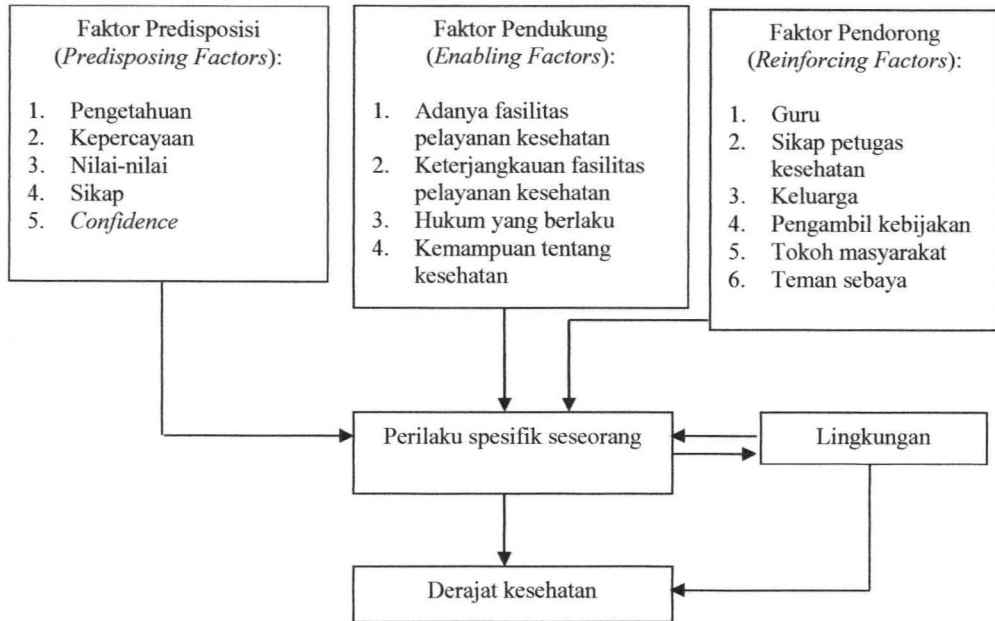 Faktor Predisposisi
(Predisposing Factors):
1. Pengetahuan
2. Kepercayaan
3. Nilai-nilai
4. Sikap
5. Confidence
Faktor Pendukung
(Enabling Factors):
1. Adanya fasilitas
pelayanan kesehatan
2. Keterjangkauan fasilitas
pelayanan kesehatan
3. Hukum yang berlaku
4. Kemampuan tentang
kesehatan
Faktor Pendorong
(Reinforcing Factors):
1. Guru
2. Sikap petugas
kesehatan
3. Keluarga
4. Pengambil kebijakan
5. Tokoh masyarakat
6. Teman sebaya
Perilaku spesifik seseorang
Lingkungan
Derajat kesehatan